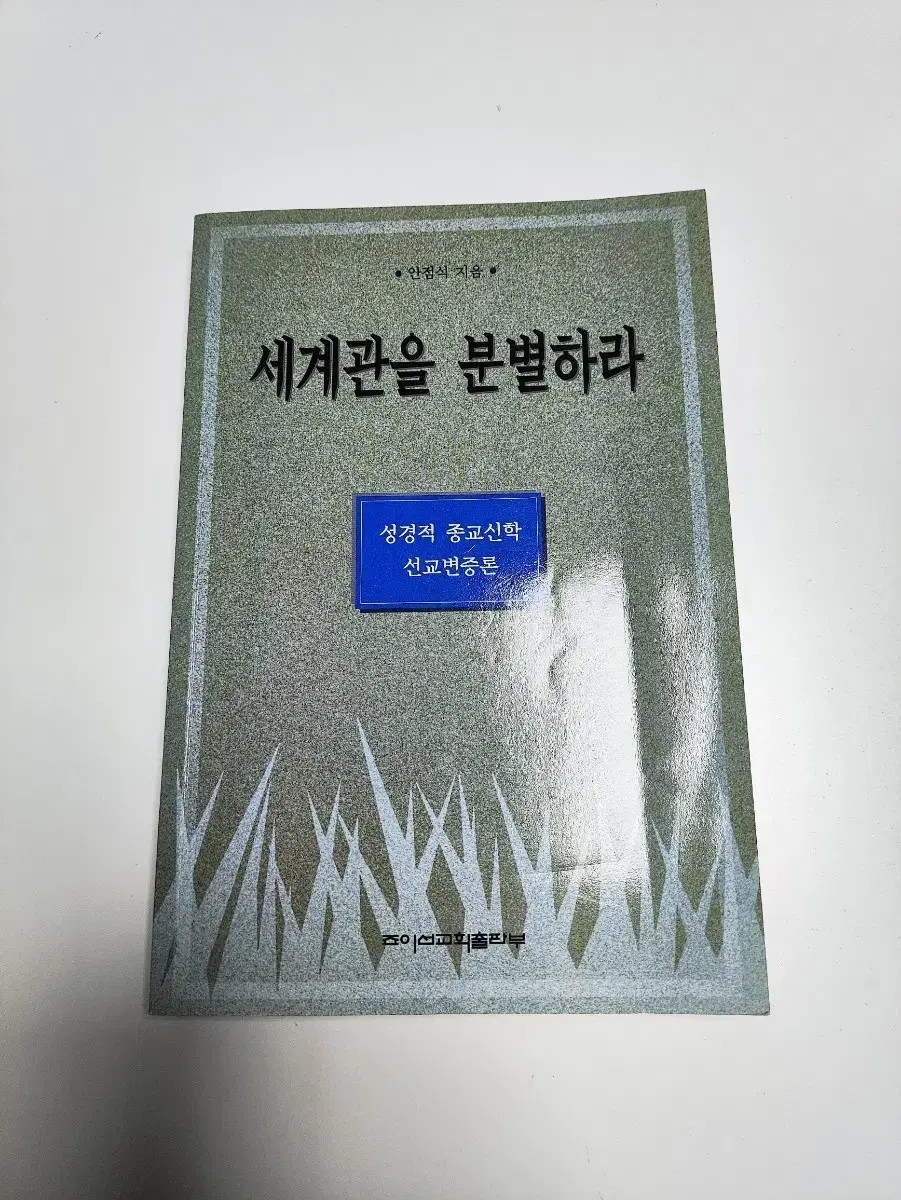 • 안점식 지음 •
세계관을 분별하라
성경적 종교신학
선교변증론
죠이선교회출판부